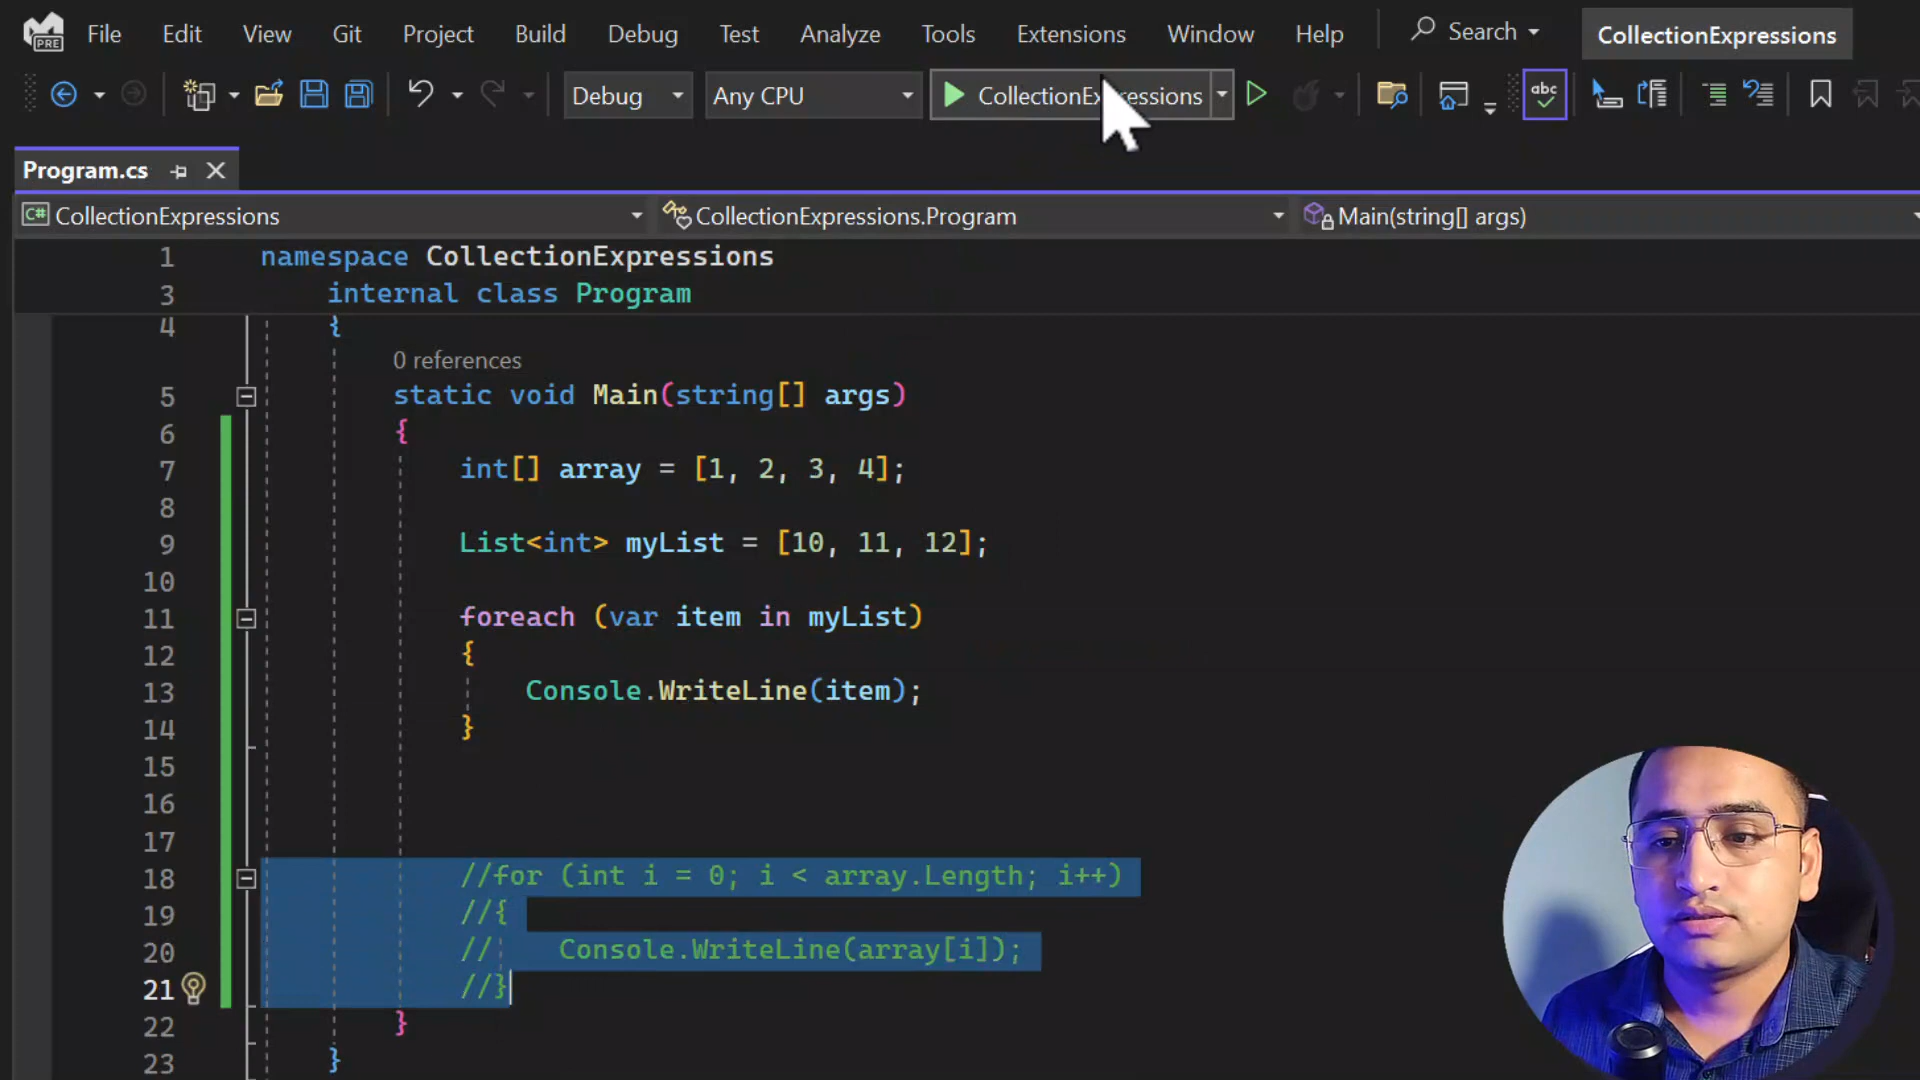 PRE File Edit View Git Project Build Debug Test Analyze Tools Extensions Window Help Search CollectionExpressions
Debug Any CPU CollectionExpressions abc
Program.cs
C# CollectionExpressions CollectionExpressions.Program Main(string[] args)
1 namespace CollectionExpressions
3 internal class Program
4 {
0 references
5 static void Main(string[] args)
6 {
7 int[] array = [1, 2, 3, 4];
8
9 List<int> myList = [10, 11, 12];
10
11 foreach (var item in myList)
12 {
13 Console.WriteLine(item);
14 }
15
16
17
18 //for (int i = 0; i < array.Length; i++)
19 //{
20 // Console.WriteLine(array[i]);
21 //}
22 }
23 }